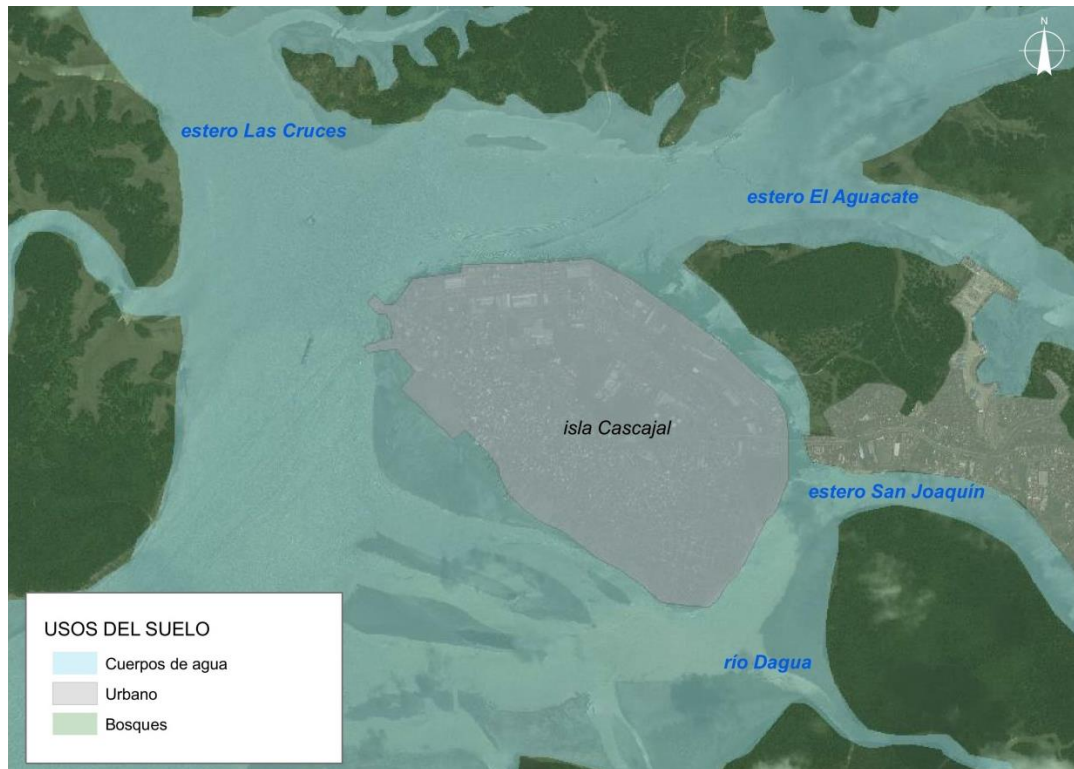 N
estero Las Cruces
estero El Aguacate
isla Cascajal
estero San Joaquín
río Dagua
USOS DEL SUELO
Cuerpos de agua
Urbano
Bosques